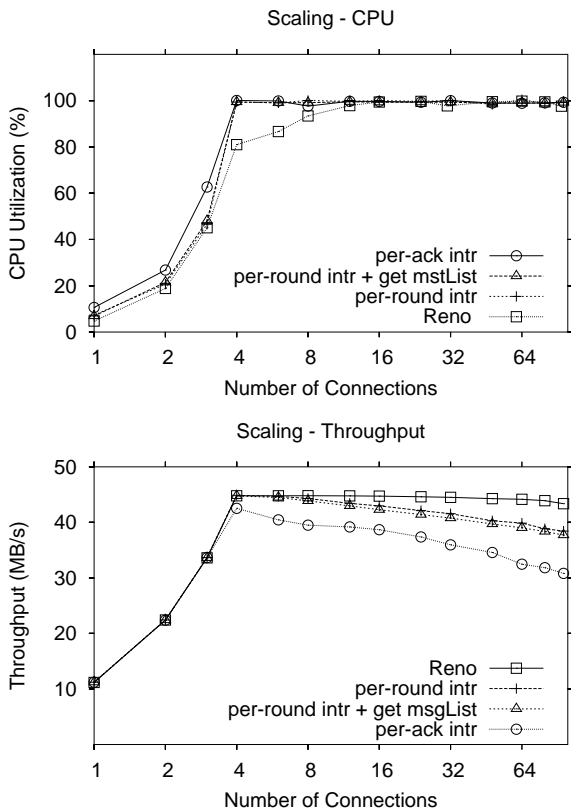 Scaling - CPU
CPU Utilization (%)
120
100
80
60
40
20
0
per-ack intr
per-round intr + get mstList
per-round intr
Reno
1 2 4 8 16 32 64
Number of Connections
Scaling - Throughput
Throughput (MB/s)
50
40
30
20
10
Reno
per-round intr
per-round intr + get msgList
per-ack intr
1 2 4 8 16 32 64
Number of Connections